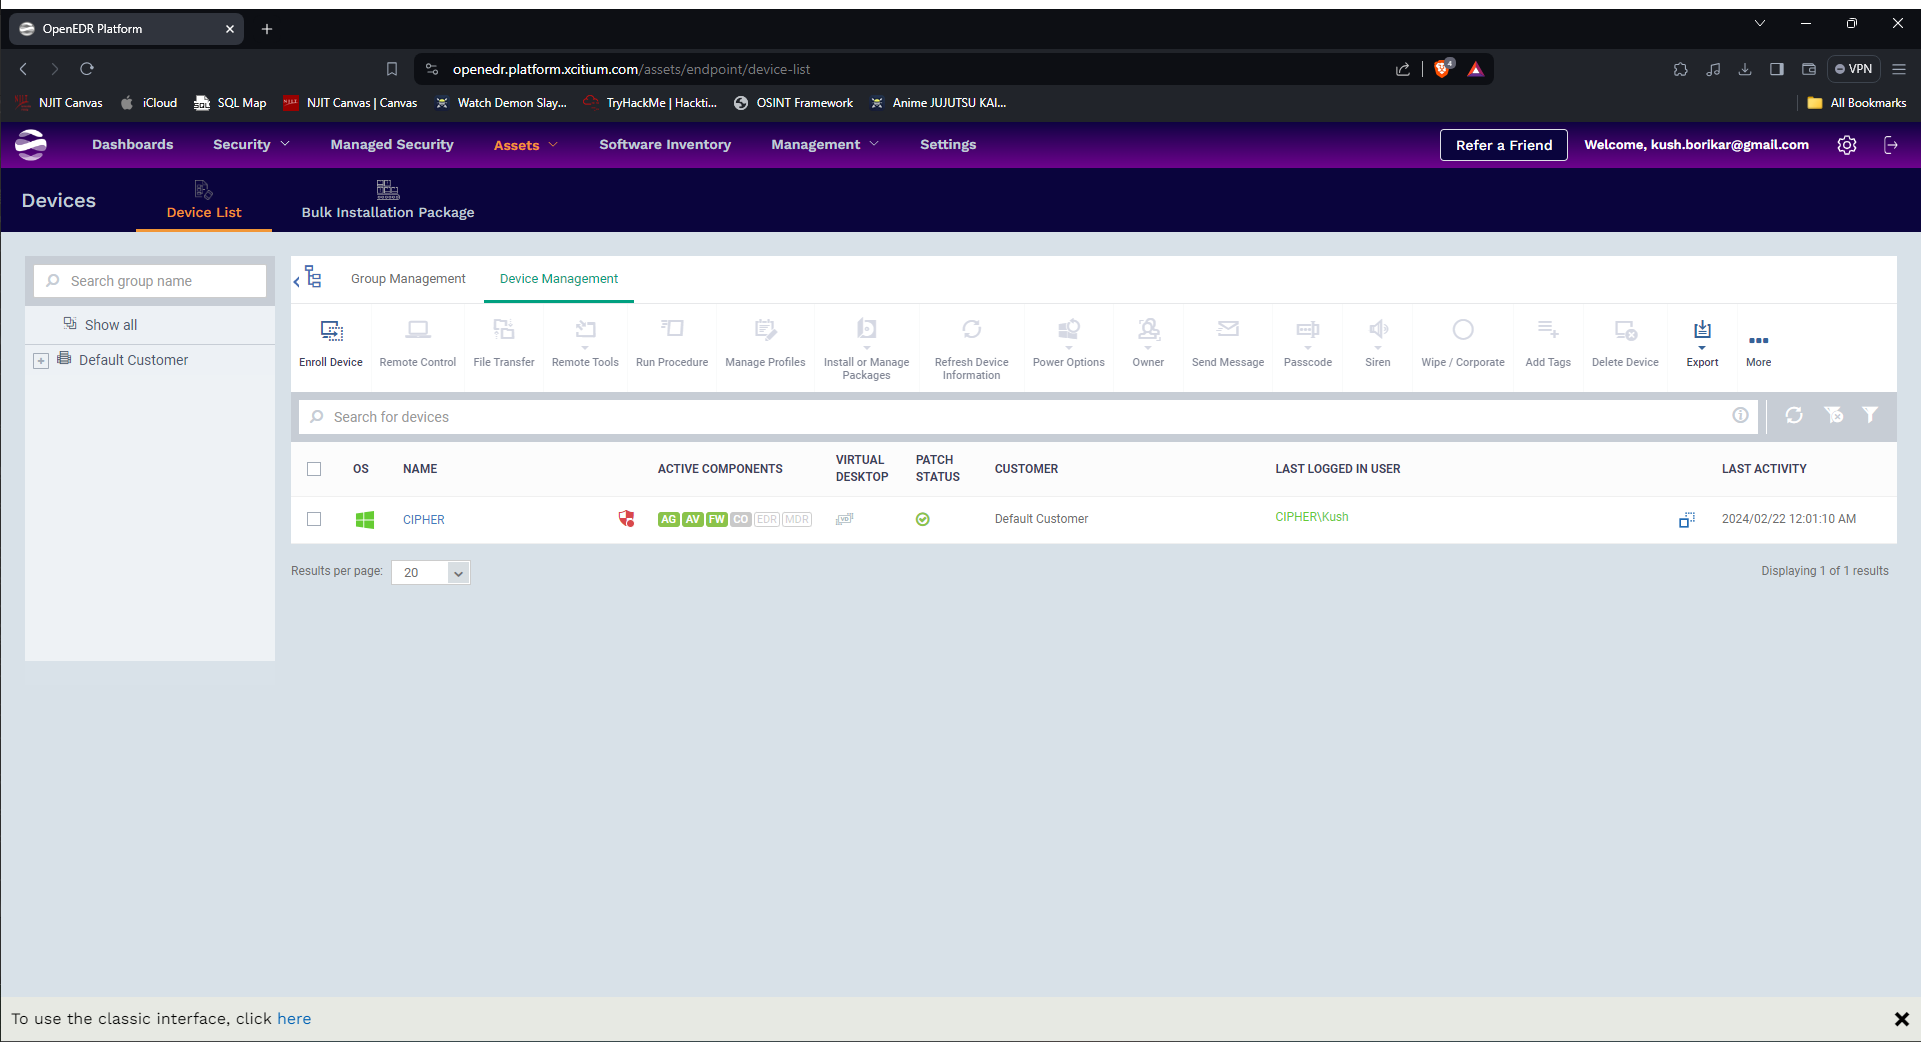 OpenEDR Platform
openedr.platform.xcitium.com/assets/endpoint/device-list
4
VPN
NJIT Canvas
iCloud
SQL Map
NJIT Canvas | Canvas
Watch Demon Slay...
TryHackMe | Hackti...
OSINT Framework
Anime JUJUTSU KAI...
All Bookmarks
Dashboards
Security
Managed Security
Assets
Software Inventory
Management
Settings
Refer a Friend
Welcome, kush.borikar@gmail.com
Devices
Device List
Bulk Installation Package
Search group name
Show all
Default Customer
Group Management
Device Management
Enroll Device
Remote Control
File Transfer
Remote Tools
Run Procedure
Manage Profiles
Install or Manage
Packages
Refresh Device
Information
Power Options
Owner
Send Message
Passcode
Siren
Wipe / Corporate
Add Tags
Delete Device
Export
More
Search for devices
OS
NAME
ACTIVE COMPONENTS
VIRTUAL
DESKTOP
PATCH
STATUS
CUSTOMER
LAST LOGGED IN USER
LAST ACTIVITY
CIPHER
AG AV FW CO EDR MDR
VD
Default Customer
CIPHER\Kush
2024/02/22 12:01:10 AM
Results per page:
20
Displaying 1 of 1 results
To use the classic interface, click here